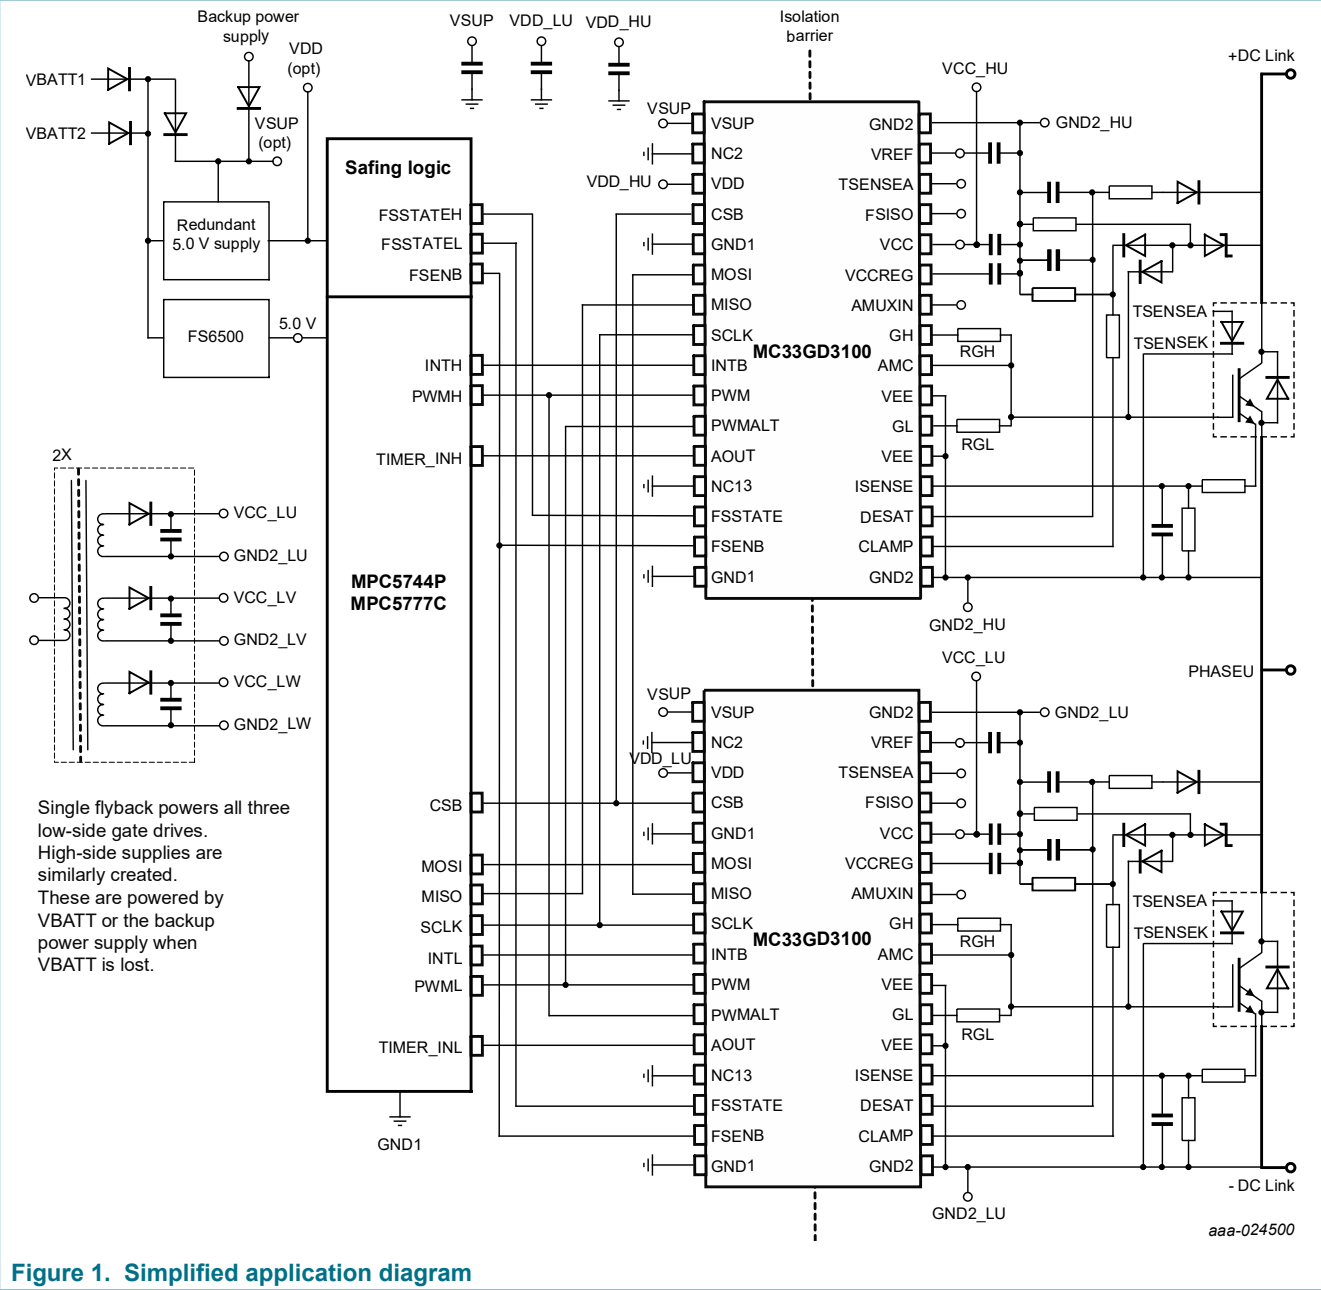 Backup power
supply
VDD
(opt)
VBATT1
VBATT2
VSUP
(opt)
Redundant
5.0 V supply
FS6500
5.0 V
VSUP
VDD_LU
VDD_HU
Isolation
barrier
Safing logic
FSSTATEH
FSSTATEL
FSENB
INTH
PWMH
TIMER_INH
MPC5744P
MPC5777C
CSB
MOSI
MISO
SCLK
INTL
PWML
TIMER_INL
GND1
2X
VCC_LU
GND2_LU
VCC_LV
GND2_LV
VCC_LW
GND2_LW
Single flyback powers all three
low-side gate drives.
High-side supplies are
similarly created.
These are powered by
VBATT or the backup
power supply when
VBATT is lost.
VSUP
VDD_HU
VSUP
NC2
VDD
CSB
GND1
MOSI
MISO
SCLK
INTB
PWM
PWMALT
AOUT
NC13
FSSTATE
FSENB
GND1
MC33GD3100
GND2
VREF
TSENSEA
FSISO
VCC
VCCREG
AMUXIN
GH
AMC
VEE
GL
VEE
ISENSE
DESAT
CLAMP
GND2
VCC_HU
GND2_HU
RGH
RGL
GND2_HU
TSENSEA
TSENSEK
+DC Link
PHASEU
VSUP
VDD_LU
VSUP
NC2
VDD
CSB
GND1
MOSI
MISO
SCLK
INTB
PWM
PWMALT
AOUT
NC13
FSSTATE
FSENB
GND1
MC33GD3100
GND2
VREF
TSENSEA
FSISO
VCC
VCCREG
AMUXIN
GH
AMC
VEE
GL
VEE
ISENSE
DESAT
CLAMP
GND2
VCC_LU
GND2_LU
RGH
RGL
GND2_LU
TSENSEA
TSENSEK
- DC Link
aaa-024500
Figure 1. Simplified application diagram